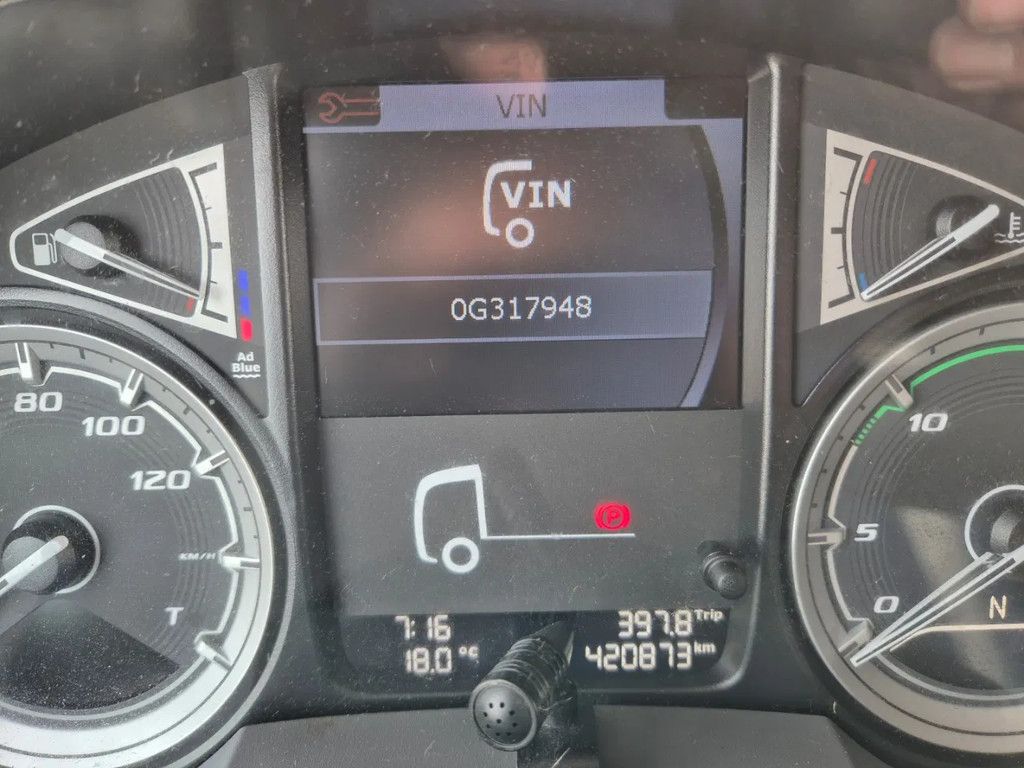 VIN
VIN
0G317948
Ad
Blue
80
100
120
KM/H
T
10
5
0
N
P
7:16
397.8 Trip
18.0 °C
420873 km